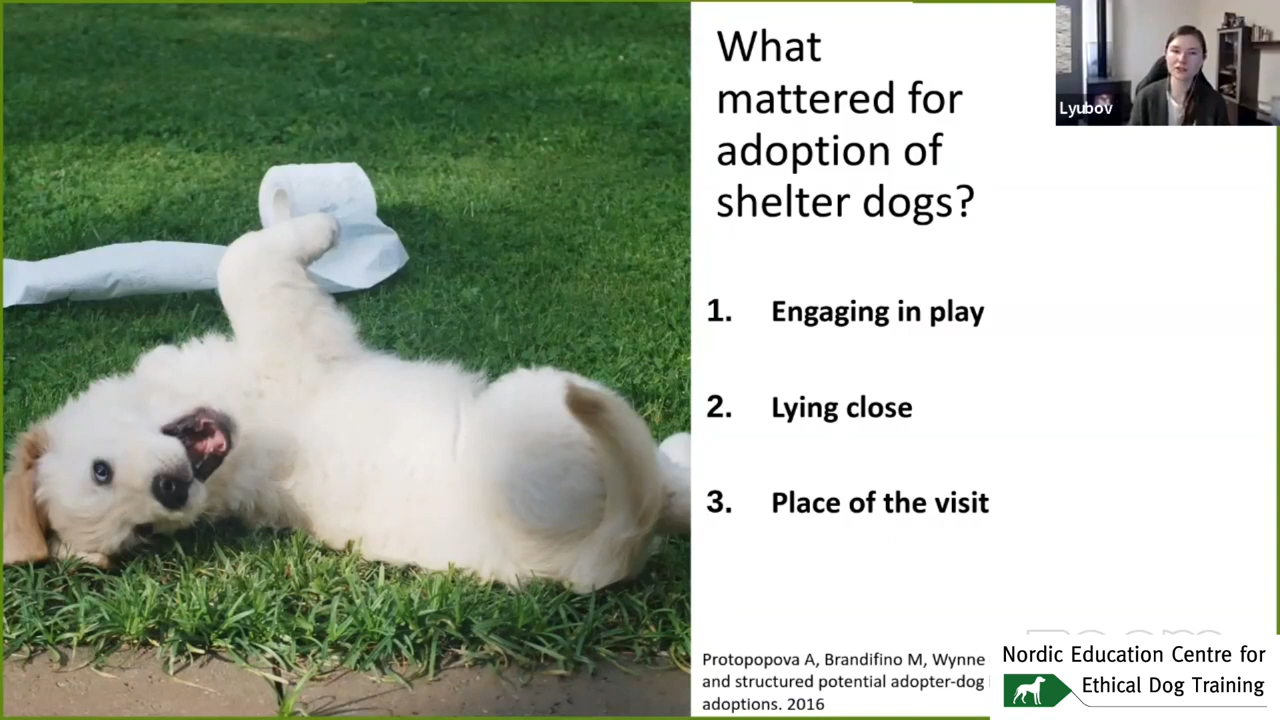 What
mattered for
adoption of
shelter dogs?
Lyubov
1. Engaging in play
2. Lying close
3. Place of the visit
Protopopova A, Brandifino M, Wynne
and structured potential adopter-dog
adoptions. 2016
zoom
Nordic Education Centre for
Ethical Dog Training